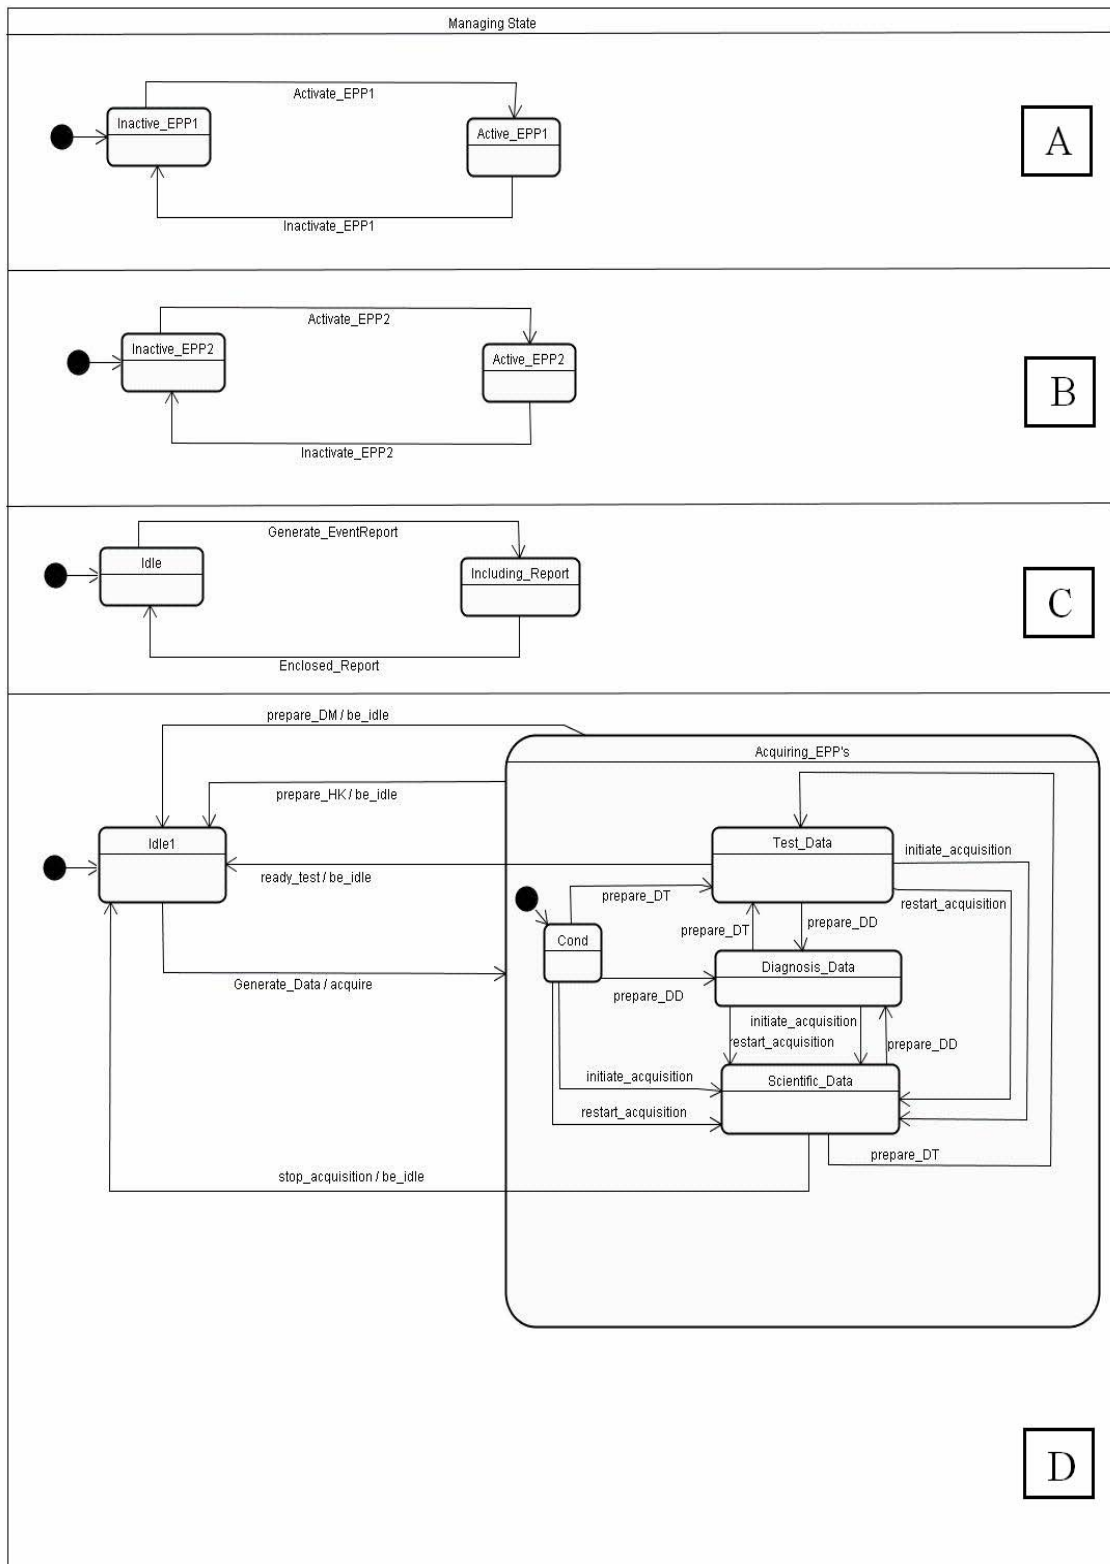 Managing State
Activate_EPP1
Inactive_EPP1
Active_EPP1
A
Inactivate_EPP1
Activate_EPP2
Inactive_EPP2
Active_EPP2
B
Inactivate_EPP2
Generate_EventReport
Idle
Including_Report
C
Enclosed_Report
prepare_DM / be_idle
Acquiring_EPP's
prepare_HK / be_idle
Idle1
Test_Data
initiate_acquisition
ready_test / be_idle
prepare_DT
restart_acquisition
prepare_DT
prepare_DD
Cond
Diagnosis_Data
Generate_Data / acquire
prepare_DD
initiate_acquisition
restart_acquisition
prepare_DD
initiate_acquisition
Scientific_Data
restart_acquisition
prepare_DT
stop_acquisition / be_idle
D